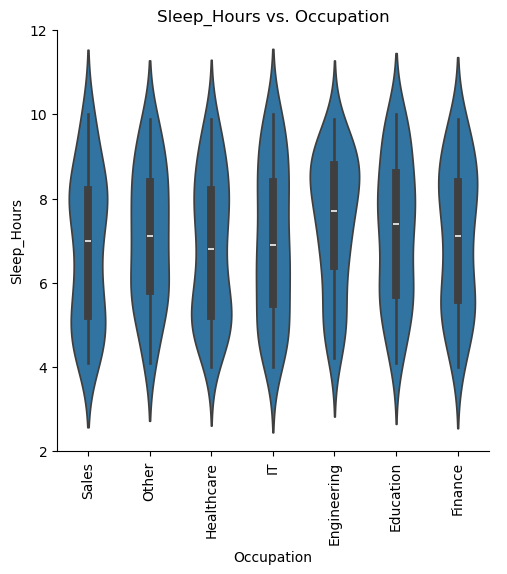 Sleep_Hours vs. Occupation
12
10
8
6
4
2
Sleep_Hours
Sales
Other
Healthcare
IT
Engineering
Education
Finance
Occupation